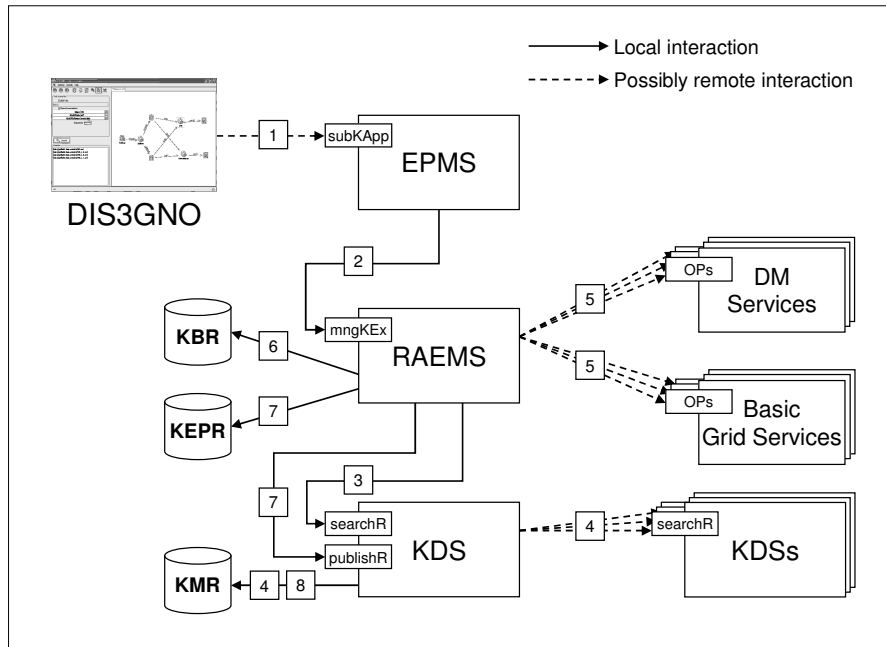 Local interaction
Possibly remote interaction
1
subKApp
EPMS
DIS3GNO
2
OPs
DM
Services
5
KBR
mngKEx
RAEMS
6
5
OPs
Basic
Grid Services
KEPR
7
3
7
searchR
KDS
4
searchR
KDSs
publishR
KMR
4
8